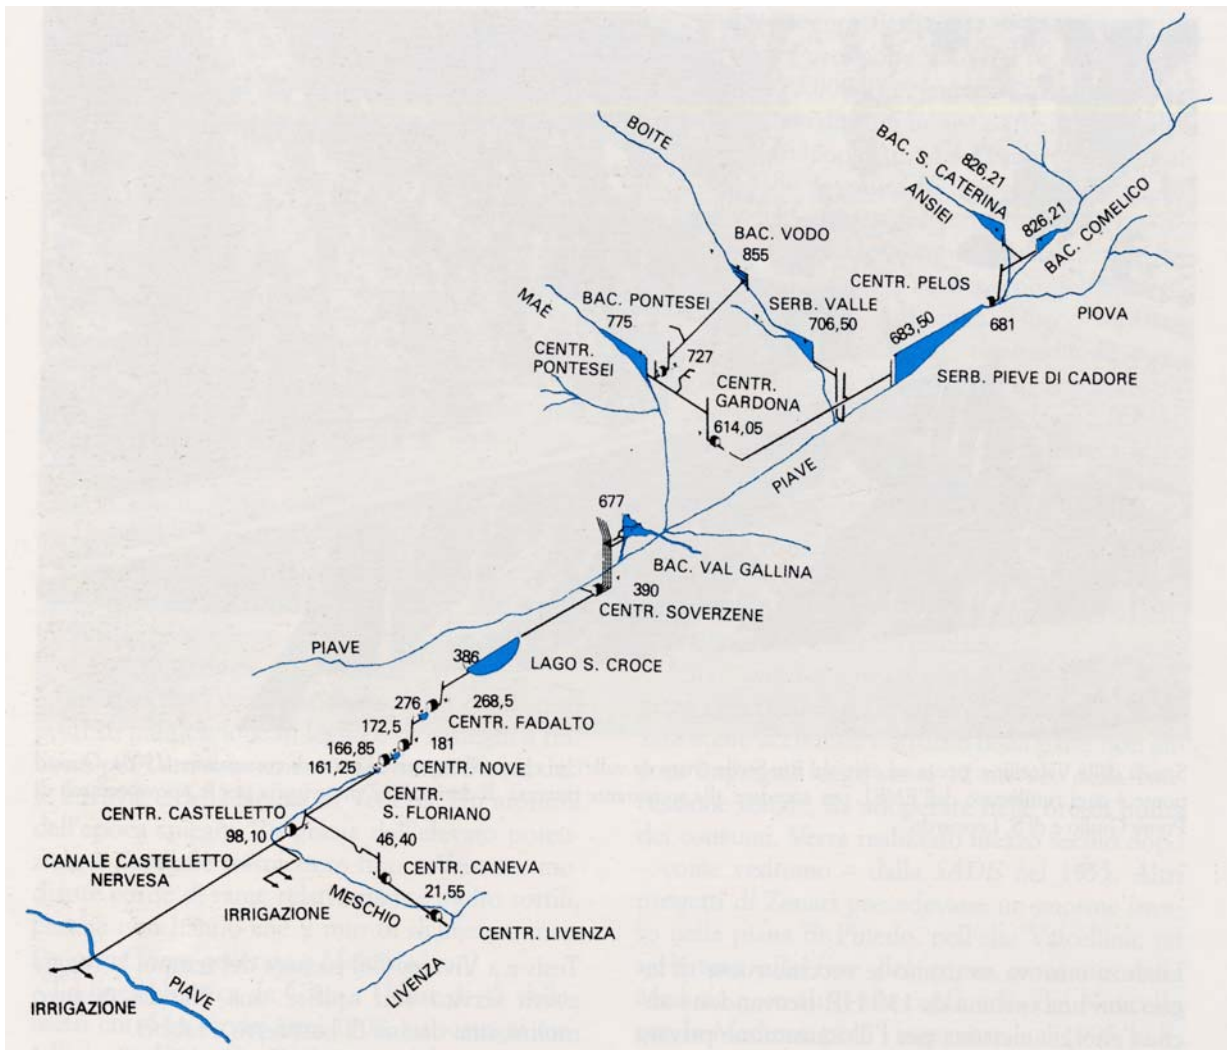 BOITE
BAC. S. CATERINA
826,21
ANSIEI
826,21
BAC. COMELICO
BAC. VODO
855
CENTR. PELOS
MAÈ
BAC. PONTESEI
775
SERB. VALLE
706,50
683,50
681
PIOVA
CENTR.
PONTESEI
727
CENTR.
GARDONA
614,05
SERB. PIEVE DI CADORE
PIAVE
677
BAC. VAL GALLINA
390
CENTR. SOVERZENE
PIAVE
386
LAGO S. CROCE
276
268,5
172,5
CENTR. FADALTO
166,85
181
161,25
CENTR. NOVE
CENTR.
S. FLORIANO
CENTR. CASTELLETTO
98,10
46,40
CANALE CASTELLETTO
NERVESA
CENTR. CANEVA
21,55
MESCHIO
IRRIGAZIONE
CENTR. LIVENZA
LIVENZA
PIAVE
IRRIGAZIONE